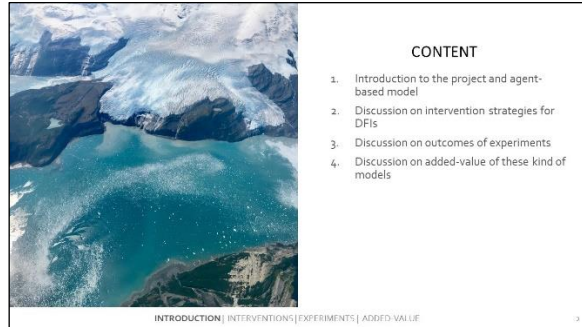 CONTENT
1. Introduction to the project and agent-
based model
2. Discussion on intervention strategies for
DFIs
3. Discussion on outcomes of experiments
4. Discussion on added-value of these kind of
models
INTRODUCTION | INTERVENTIONS | EXPERIMENTS | ADDED-VALUE